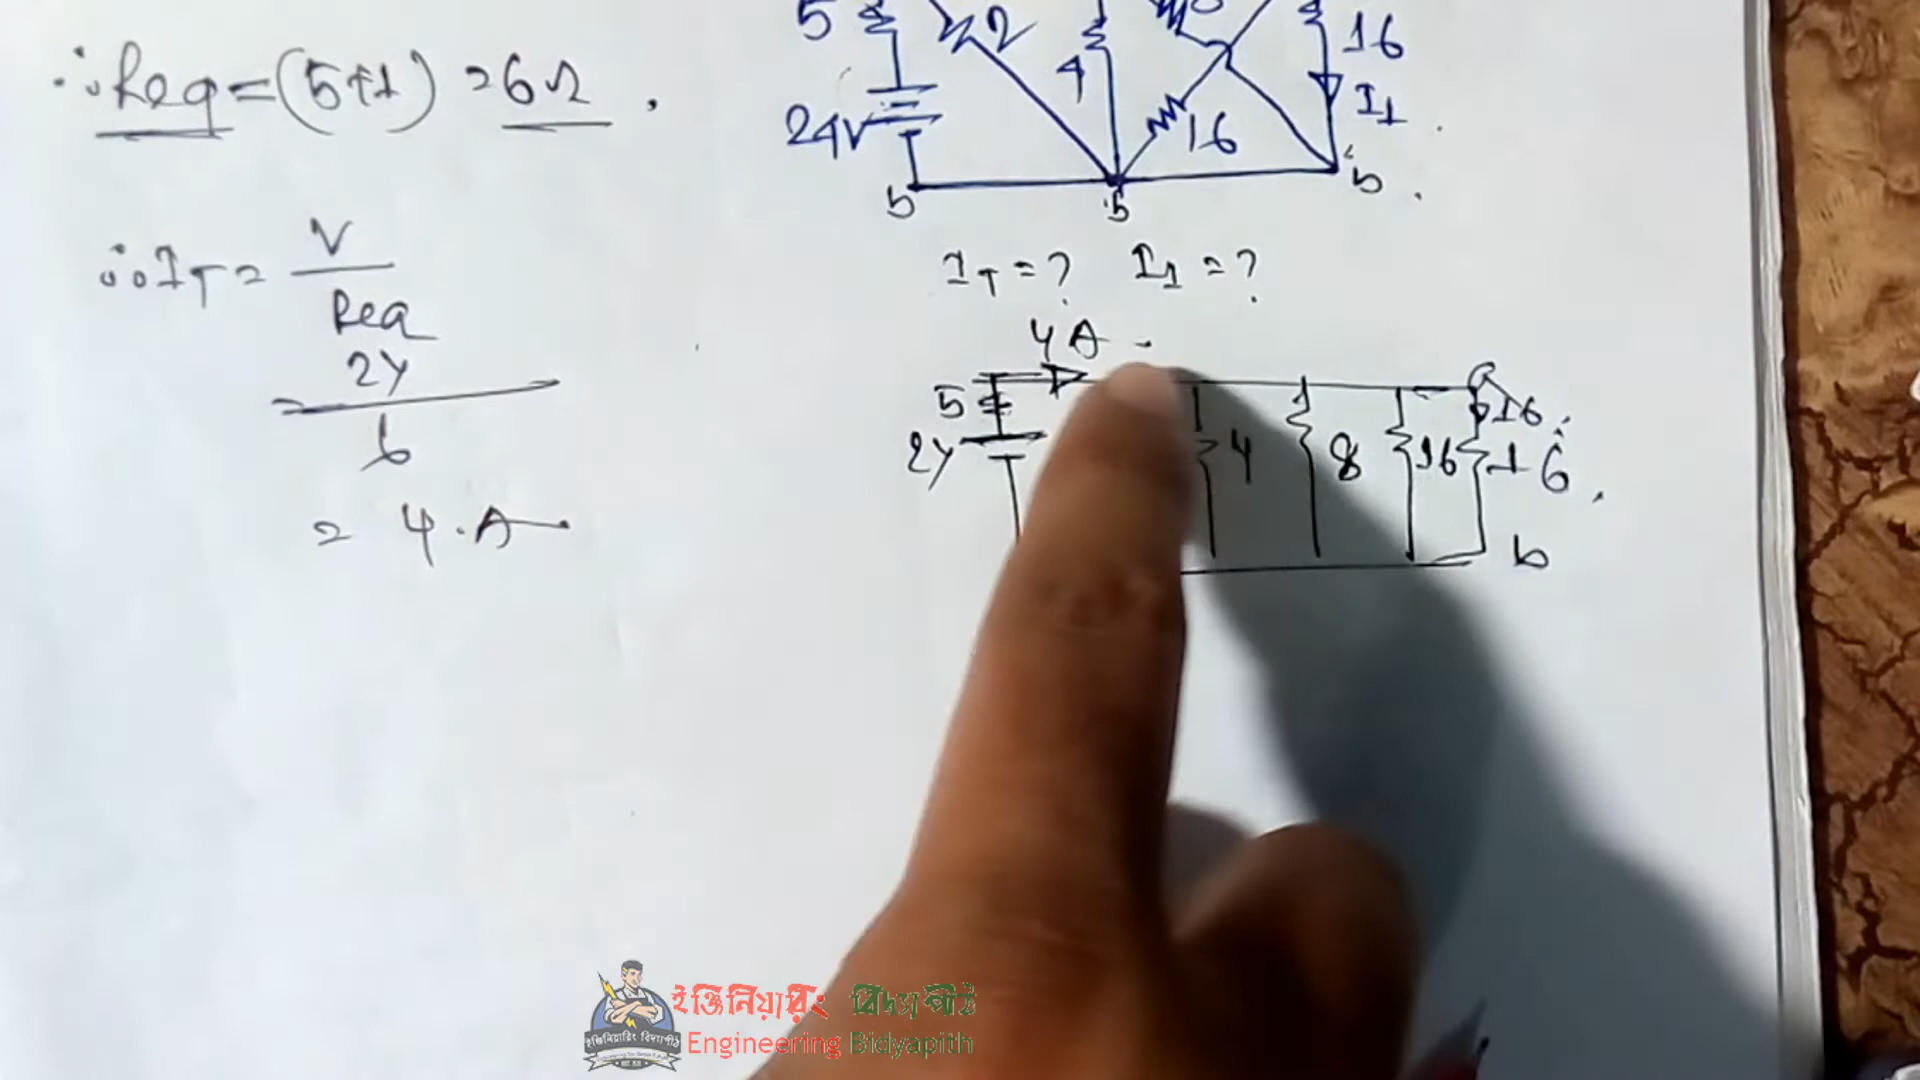 ∴ Req = (5+1) = 6Ω .
∴ IT = V / Req
= 24 / 6
= 4 . A
5
2
4
16
16
I1
24V
b
b
b
IT = ? I1 = ?
4A
5
24
4
8
16
16
16
a
b
ইঞ্জিনিয়ারিং বিদ্যাপীঠ
Engineering Bidyapith
ইঞ্জিনিয়ারিং বিদ্যাপীঠ